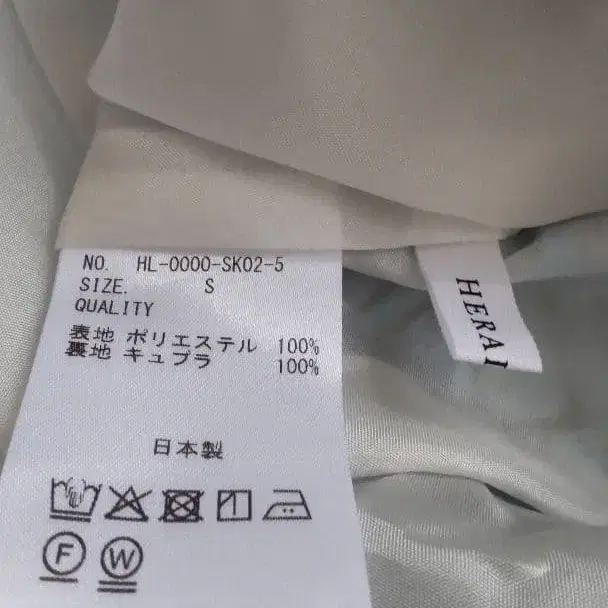 NO. HL-0000-SK02-5
SIZE. S
QUALITY
表地 ポリエステル 100%
裏地 キュプラ 100%
日本製
F W
HERAI